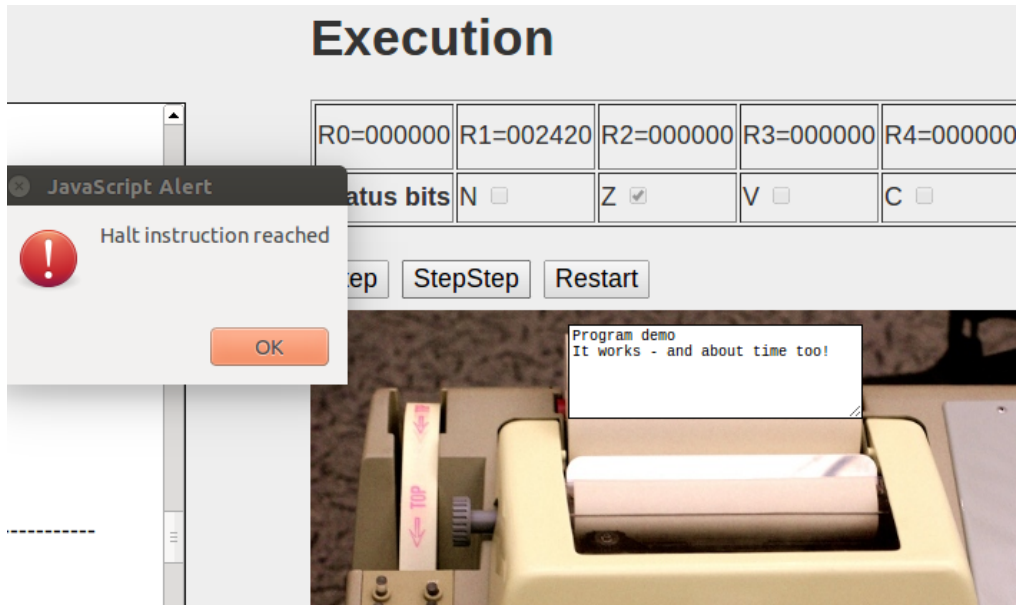 Execution
R0=000000 R1=002420 R2=000000 R3=000000 R4=000000
atus bits N Z V C
JavaScript Alert
Halt instruction reached
OK
ep StepStep Restart
Program demo
It works - and about time too!
TOP